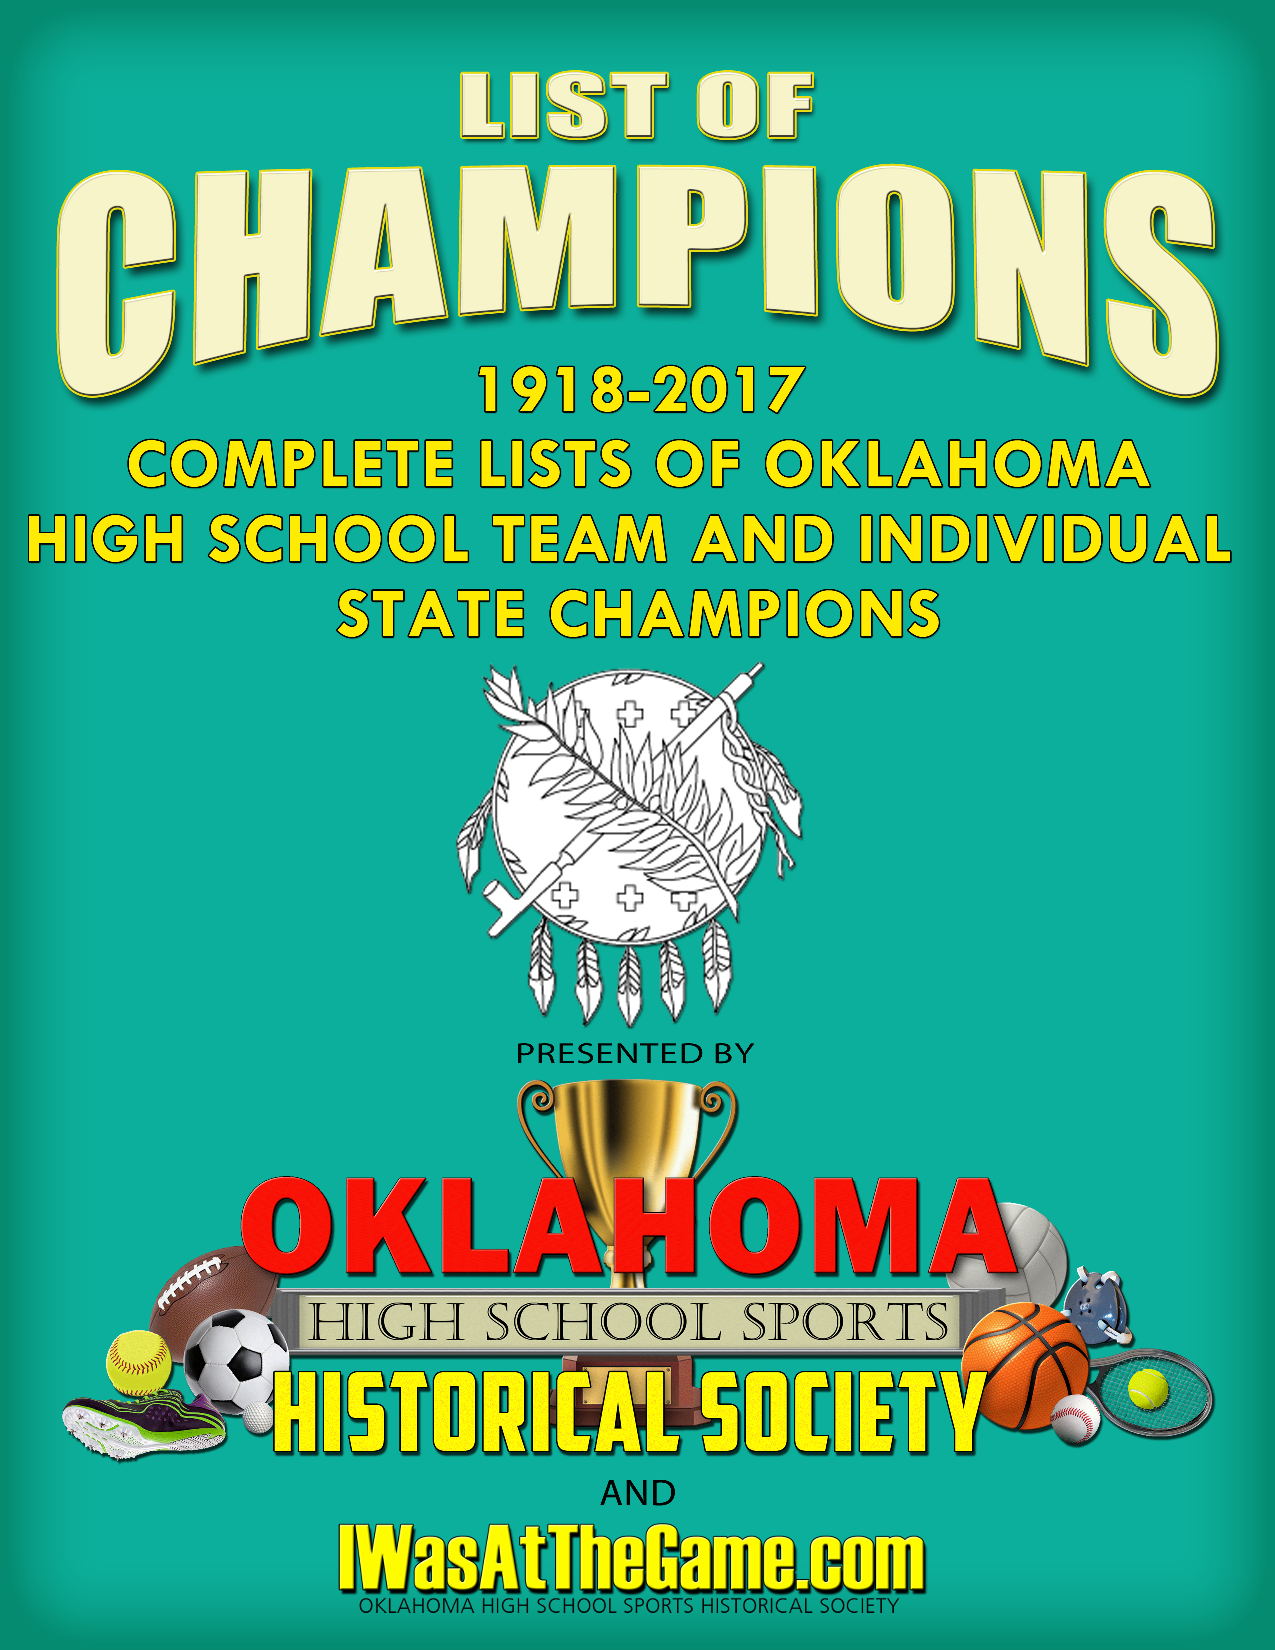 LIST OF
CHAMPIONS
1918-2017
COMPLETE LISTS OF OKLAHOMA
HIGH SCHOOL TEAM AND INDIVIDUAL
STATE CHAMPIONS
PRESENTED BY
OKLAHOMA
HIGH SCHOOL SPORTS
HISTORICAL SOCIETY
AND
IWasAtTheGame.com
OKLAHOMA HIGH SCHOOL SPORTS HISTORICAL SOCIETY